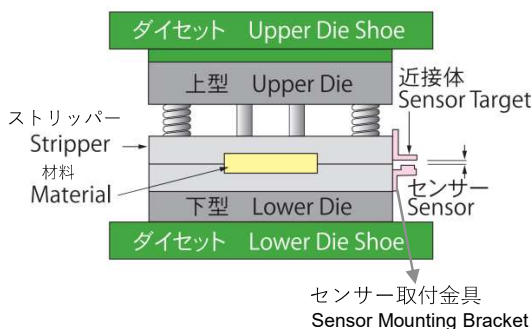 ダイセット Upper Die Shoe
上型 Upper Die
近接体
Sensor Target
ストリッパー
Stripper
材料
Material
センサー
Sensor
下型 Lower Die
ダイセット Lower Die Shoe
センサー取付金具
Sensor Mounting Bracket